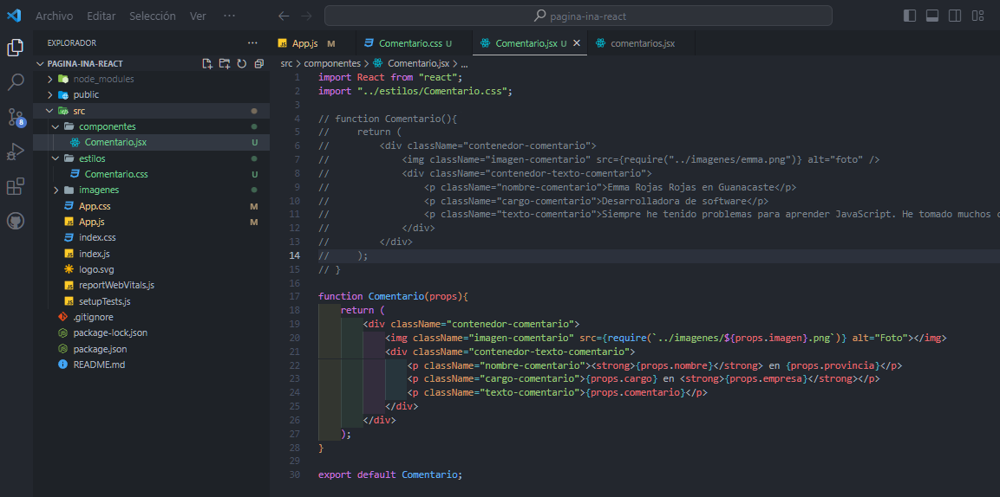 Archivo Editar Selección Ver ···
pagina-ina-react
EXPLORADOR ···
App.js M
Comentario.css U
Comentario.jsx U ×
comentarios.jsx
PAGINA-INA-REACT
src > componentes > Comentario.jsx > ...
node_modules
public
src
componentes
Comentario.jsx U
estilos
Comentario.css U
imagenes
App.css M
App.js M
index.css
index.js
logo.svg
reportWebVitals.js
setupTests.js
.gitignore
package-lock.json
package.json
README.md
8
1 import React from "react";
2 import "../estilos/Comentario.css";
3
4 // function Comentario(){
5 //     return (
6 //         <div className="contenedor-comentario">
7 //             <img className="imagen-comentario" src={require("../imagenes/emma.png")} alt="foto" />
8 //             <div className="contenedor-texto-comentario">
9 //                 <p className="nombre-comentario">Emma Rojas Rojas en Guanacaste</p>
10 //                 <p className="cargo-comentario">Desarrolladora de software</p>
11 //                 <p className="texto-comentario">Siempre he tenido problemas para aprender JavaScript. He tomado muchos
12 //             </div>
13 //         </div>
14 //     );
15 // }
16
17 function Comentario(props){
18     return (
19         <div className="contenedor-comentario">
20             <img className="imagen-comentario" src={require(`../imagenes/${props.imagen}.png`)} alt="Foto"></img>
21             <div className="contenedor-texto-comentario">
22                 <p className="nombre-comentario"><strong>{props.nombre}</strong> en {props.provincia}</p>
23                 <p className="cargo-comentario">{props.cargo} en <strong>{props.empresa}</strong></p>
24                 <p className="texto-comentario">{props.comentario}</p>
25             </div>
26         </div>
27     );
28 }
29
30 export default Comentario;